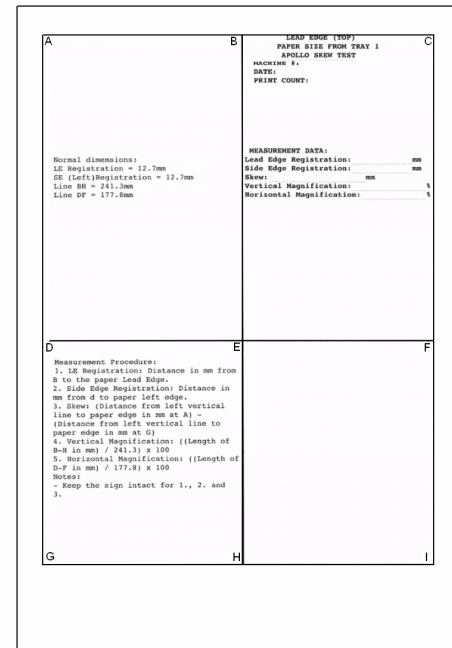 A B
LEAD EDGE (TOP) C
PAPER SIZE FROM TRAY 1
APOLLO SKEW TEST
MACHINE #:
DATE:
PRINT COUNT:
Normal dimensions:
LE Registration = 12.7mm
SE (Left)Registration = 12.7mm
Line BH = 241.3mm
Line DF = 177.8mm
MEASUREMENT DATA:
Lead Edge Registration: mm
Side Edge Registration: mm
Skew: mm
Vertical Magnification: %
Horizontal Magnification: %
D E F
Measurement Procedure:
1. LE Registration: Distance in mm from
B to the paper Lead Edge.
2. Side Edge Registration: Distance in
mm from d to paper left edge.
3. Skew: (Distance from left vertical
line to paper edge in mm at A) -
(Distance from left vertical line to
paper edge in mm at G)
4. Vertical Magnification: ((Length of
B-H in mm) / 241.3) x 100
5. Horizontal Magnification: ((Length of
D-F in mm) / 177.8) x 100
Notes:
- Keep the sign intact for 1., 2. and
3.
G H I